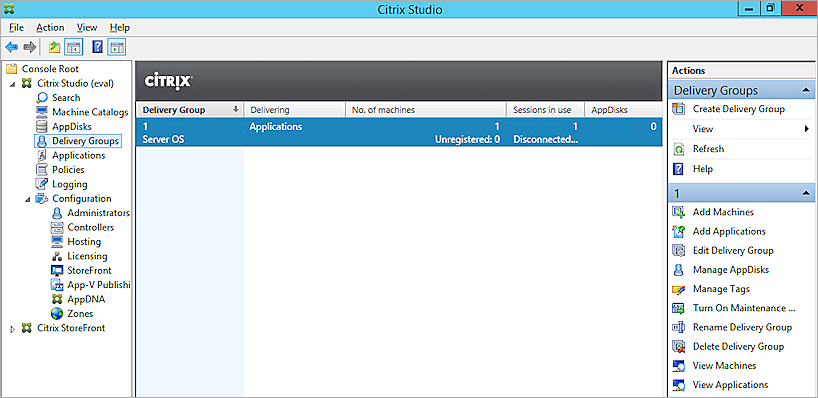 Citrix Studio
File Action View Help
Console Root
Citrix Studio (eval)
Search
Machine Catalogs
AppDisks
Delivery Groups
Applications
Policies
Logging
Configuration
Administrators
Controllers
Hosting
Licensing
StoreFront
App-V Publishi
AppDNA
Zones
Citrix StoreFront
CITRIX
Delivery Group Delivering No. of machines Sessions in use AppDisks
1 Applications 1 1 0
Server OS Unregistered: 0 Disconnected...
Actions
Delivery Groups
Create Delivery Group
View
Refresh
Help
1
Add Machines
Add Applications
Edit Delivery Group
Manage AppDisks
Manage Tags
Turn On Maintenance ...
Rename Delivery Group
Delete Delivery Group
View Machines
View Applications